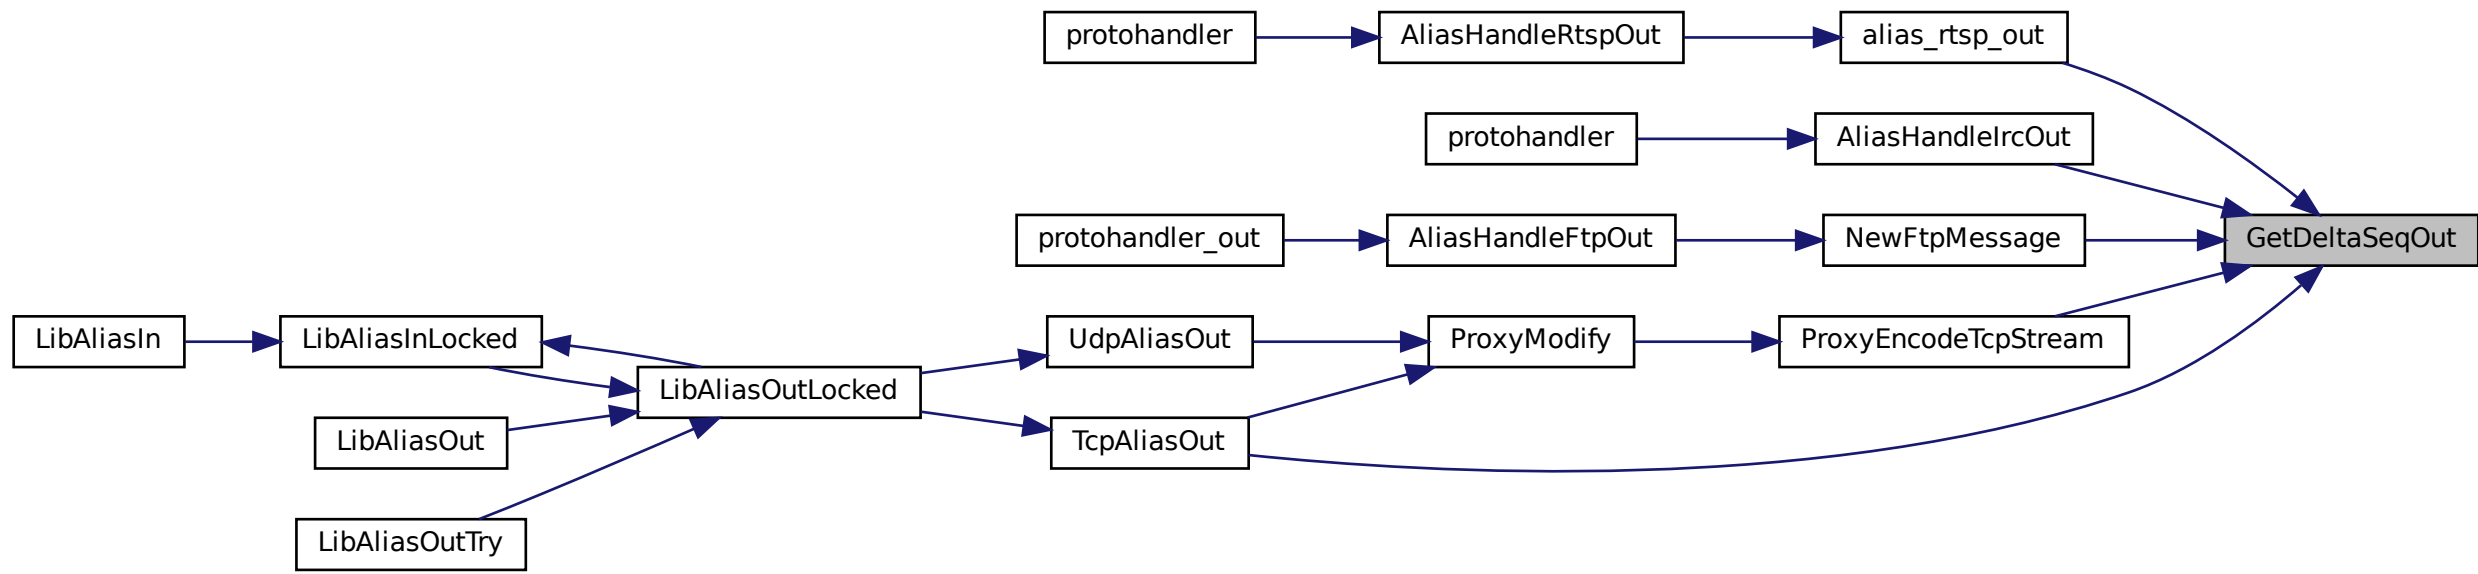 protohandler
AliasHandleRtspOut
alias_rtsp_out
protohandler
AliasHandleIrcOut
protohandler_out
AliasHandleFtpOut
NewFtpMessage
GetDeltaSeqOut
LibAliasIn
LibAliasInLocked
UdpAliasOut
ProxyModify
ProxyEncodeTcpStream
LibAliasOutLocked
LibAliasOut
TcpAliasOut
LibAliasOutTry